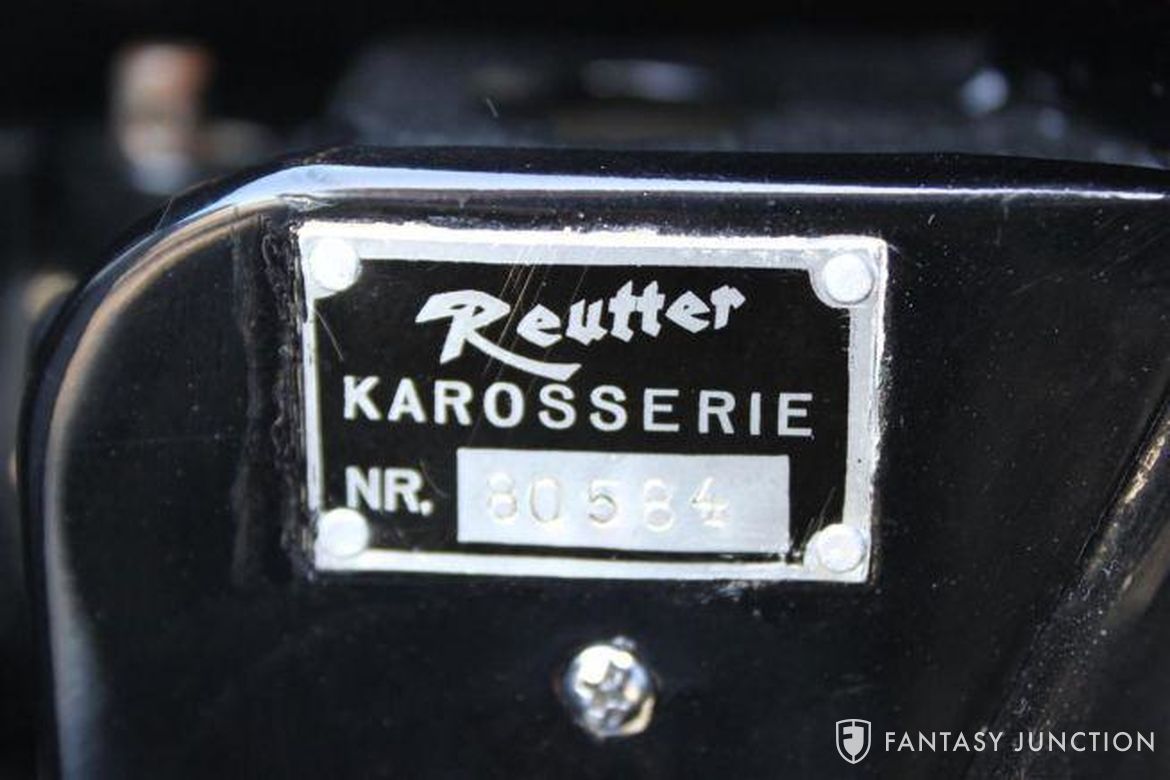 Reutter
KAROSSERIE
NR. 80584
FANTASY JUNCTION